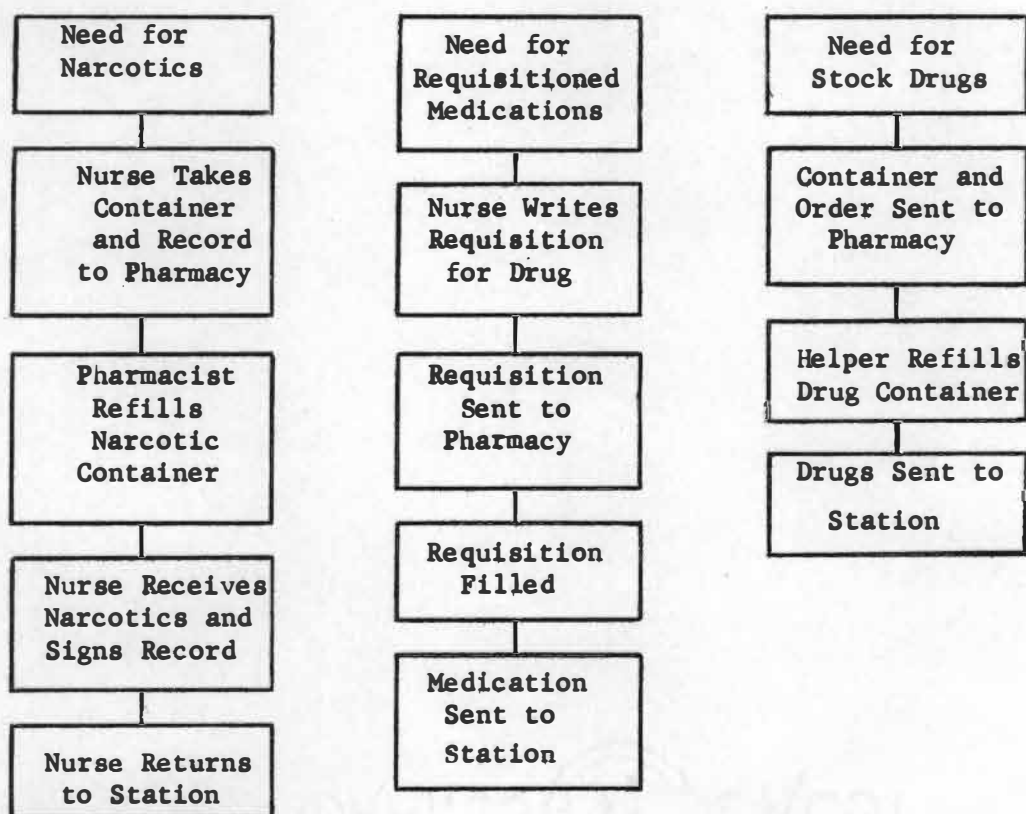 Need for
Narcotics
Nurse Takes
Container
and Record
to Pharmacy
Pharmacist
Refills
Narcotic
Container
Nurse Receives
Narcotics and
Signs Record
Nurse Returns
to Station
Need for
Requisitioned
Medications
Nurse Writes
Requisition
for Drug
Requisition
Sent to
Pharmacy
Requisition
Filled
Medication
Sent to
Station
Need for
Stock Drugs
Container and
Order Sent to
Pharmacy
Helper Refills
Drug Container
Drugs Sent to
Station